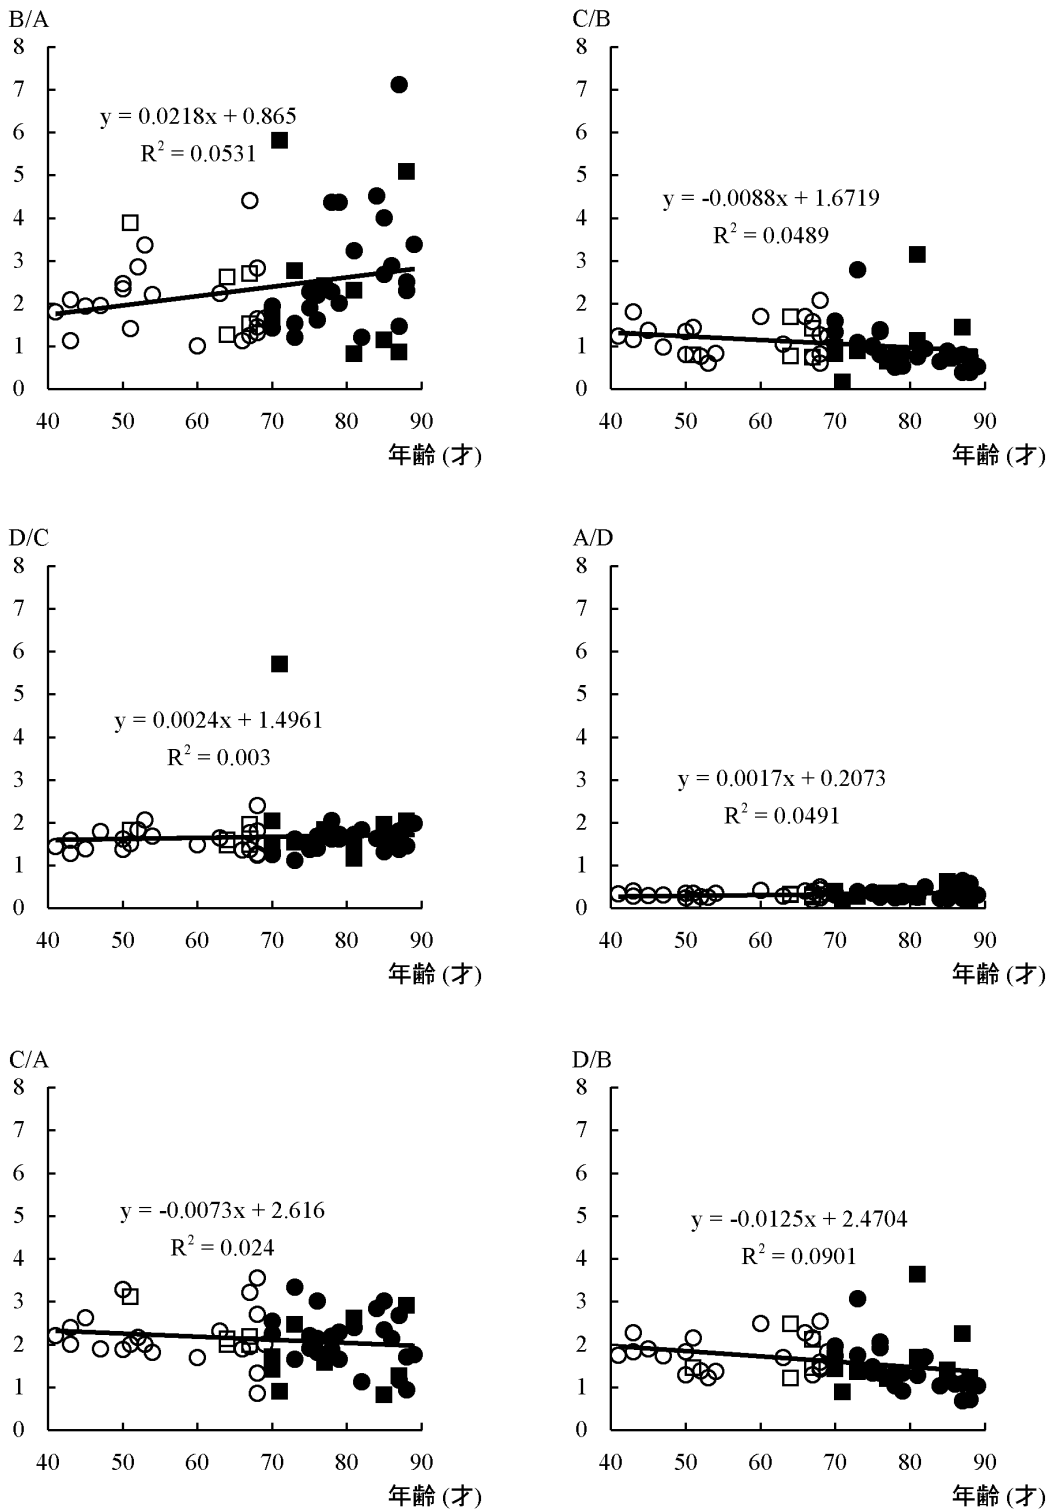 B/A
8
7
6
5
4
3
2
1
0
y = 0.0218x + 0.865
R² = 0.0531
40 50 60 70 80 90
年齢 (才)
C/B
8
7
6
5
4
3
2
1
0
y = -0.0088x + 1.6719
R² = 0.0489
40 50 60 70 80 90
年齢 (才)
D/C
8
7
6
5
4
3
2
1
0
y = 0.0024x + 1.4961
R² = 0.003
40 50 60 70 80 90
年齢 (才)
A/D
8
7
6
5
4
3
2
1
0
y = 0.0017x + 0.2073
R² = 0.0491
40 50 60 70 80 90
年齢 (才)
C/A
8
7
6
5
4
3
2
1
0
y = -0.0073x + 2.616
R² = 0.024
40 50 60 70 80 90
年齢 (才)
D/B
8
7
6
5
4
3
2
1
0
y = -0.0125x + 2.4704
R² = 0.0901
40 50 60 70 80 90
年齢 (才)